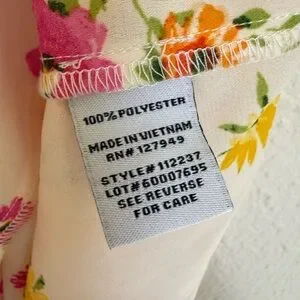 100% POLYESTER
MADE IN VIETNAM
RN# 127949
STYLE# 112237
LOT# 60007695
SEE REVERSE
FOR CARE